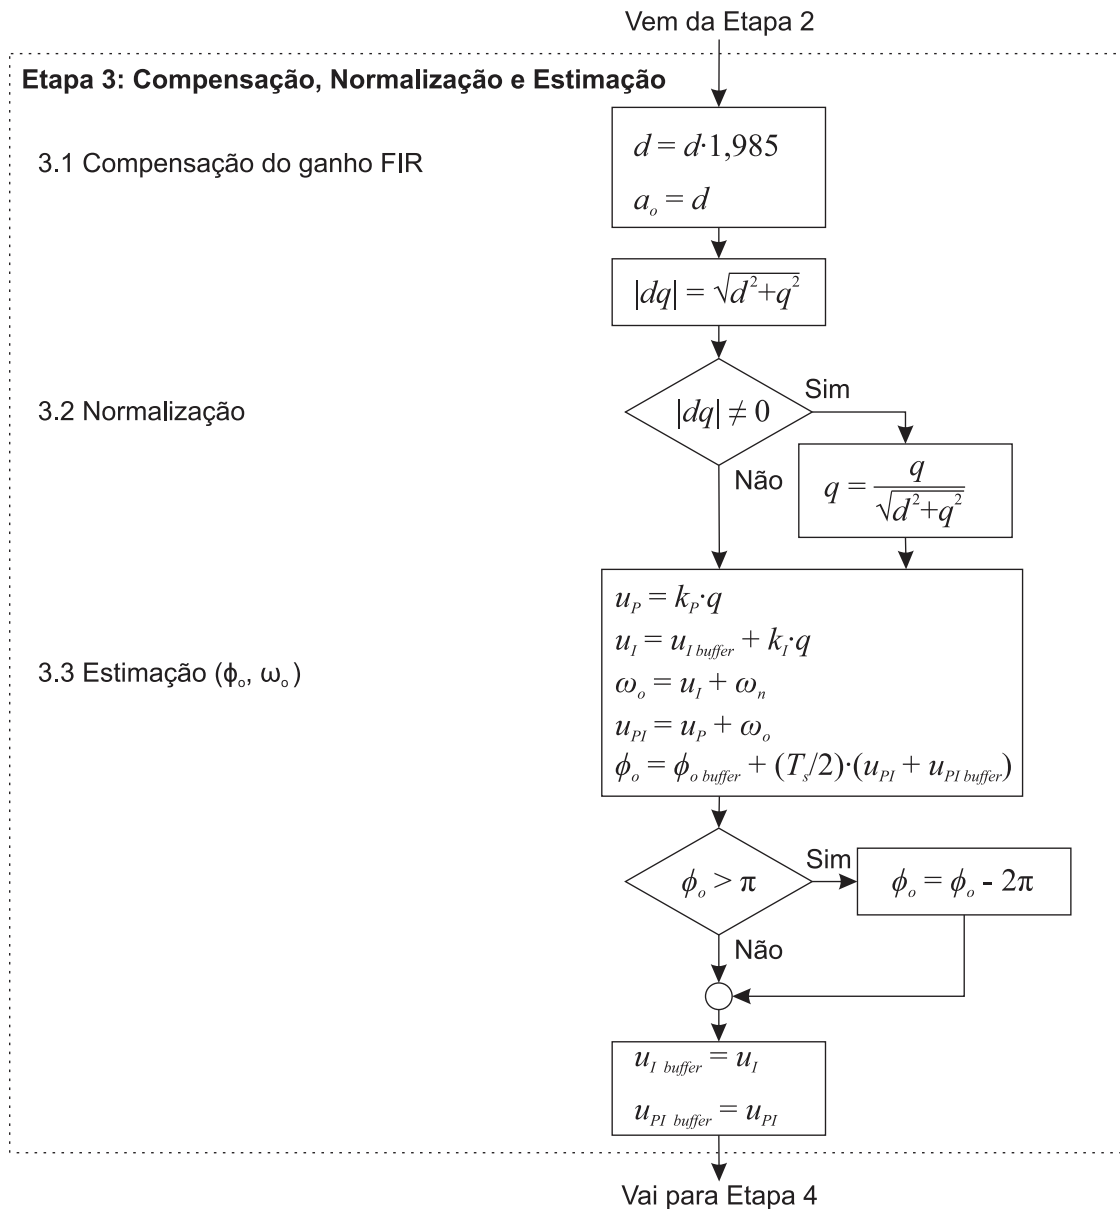 Vem da Etapa 2
Etapa 3: Compensação, Normalização e Estimação
3.1 Compensação do ganho FIR
d = d·1,985
a_o = d
|dq| = √(d²+q²)
3.2 Normalização
|dq| ≠ 0
Sim
Não
q = q/√(d²+q²)
3.3 Estimação (ϕ_o, ω_o)
u_P = k_P·q
u_I = u_I buffer + k_I·q
ω_o = u_I + ω_n
u_PI = u_P + ω_o
ϕ_o = ϕ_o buffer + (T_s/2)·(u_PI + u_PI buffer)
ϕ_o > π
Sim
ϕ_o = ϕ_o - 2π
Não
u_I buffer = u_I
u_PI buffer = u_PI
Vai para Etapa 4